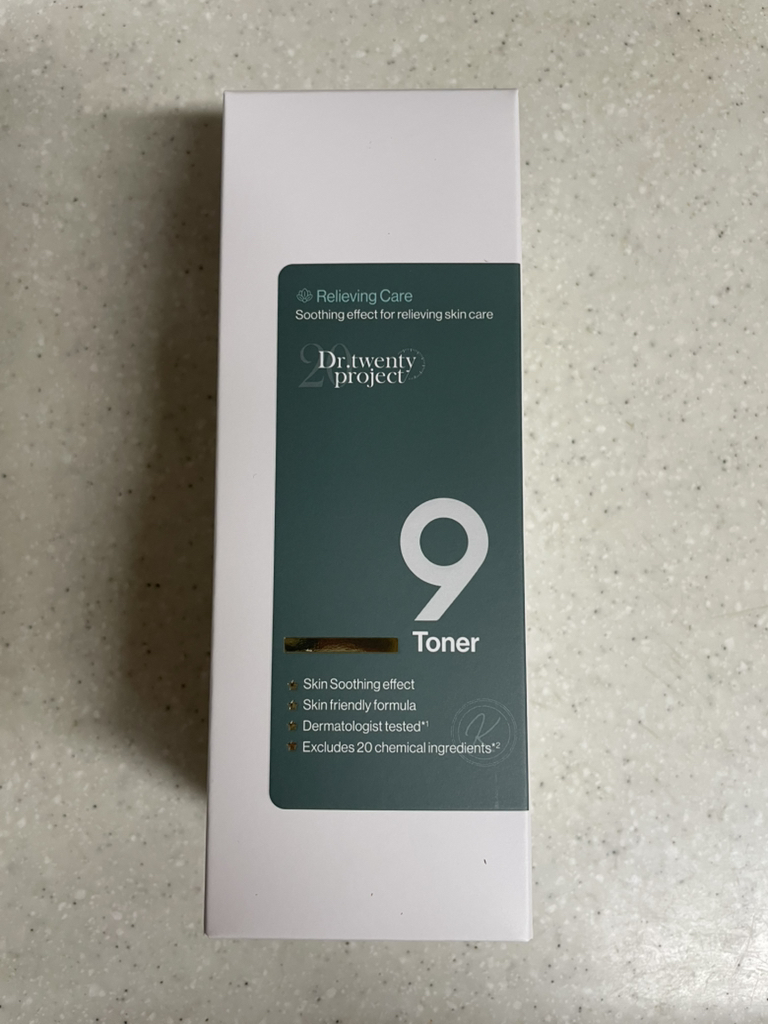 Relieving Care
Soothing effect for relieving skin care
20
Dr.twenty
project
9
Toner
Skin Soothing effect
Skin friendly formula
Dermatologist tested*1
Excludes 20 chemical ingredients*2
K